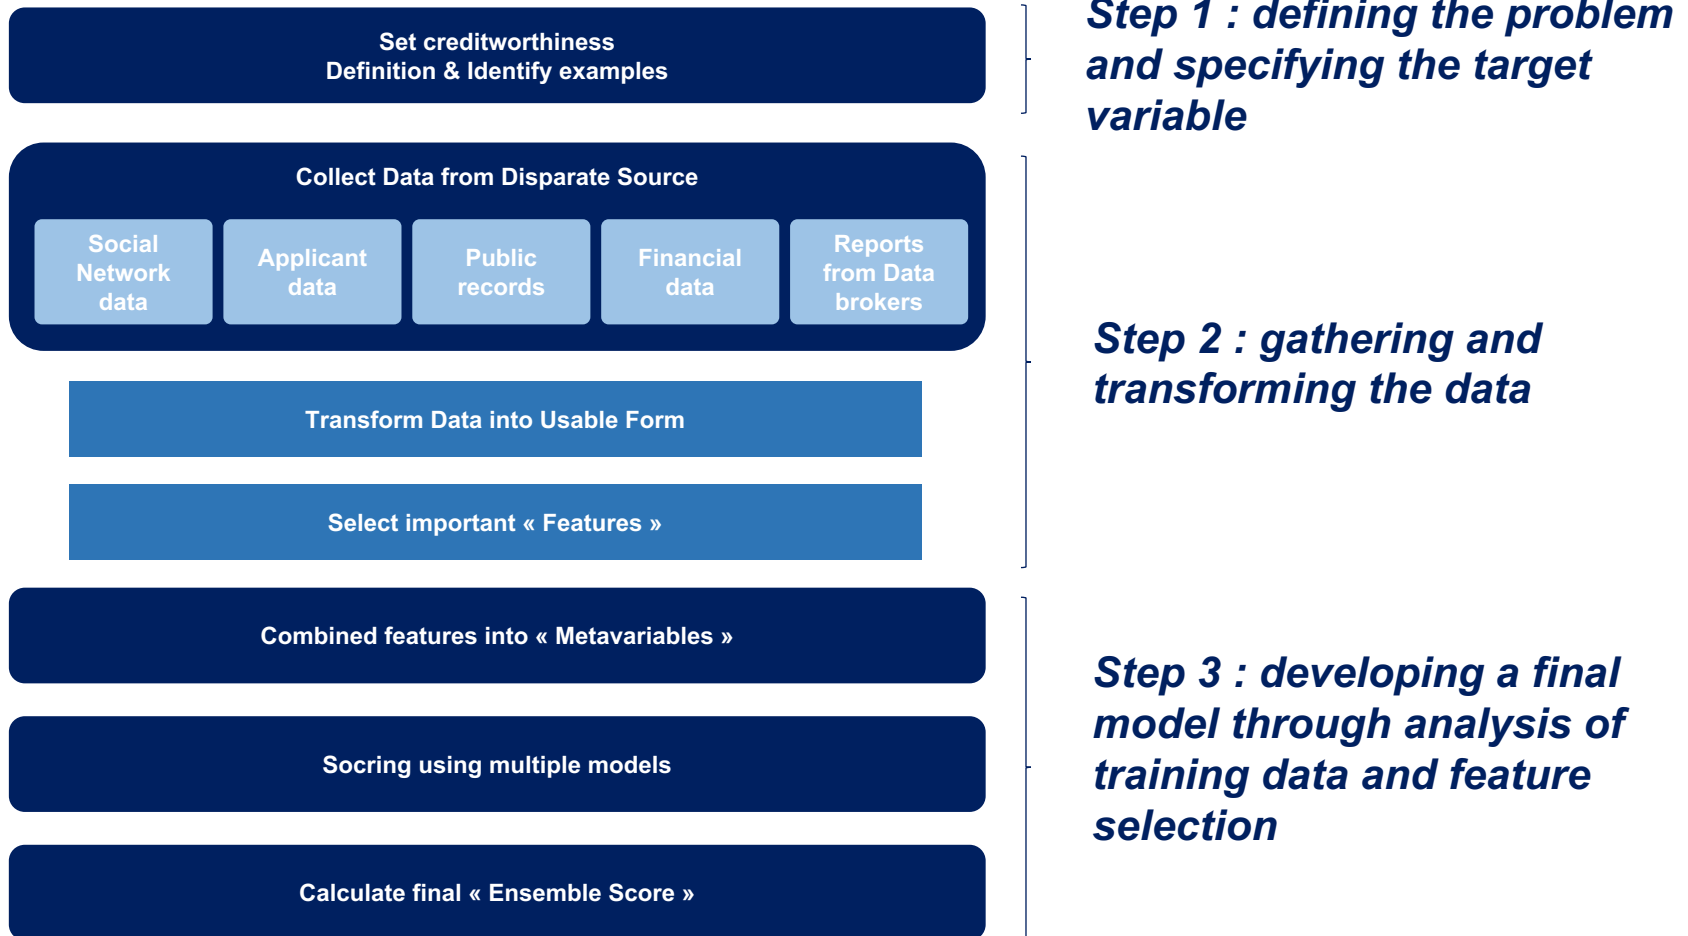 Set creditworthiness
Definition & Identify examples
Step 1 : defining the problem
and specifying the target
variable
Collect Data from Disparate Source
Social
Network
data
Applicant
data
Public
records
Financial
data
Reports
from Data
brokers
Transform Data into Usable Form
Select important « Features »
Step 2 : gathering and
transforming the data
Combined features into « Metavariables »
Socring using multiple models
Calculate final « Ensemble Score »
Step 3 : developing a final
model through analysis of
training data and feature
selection